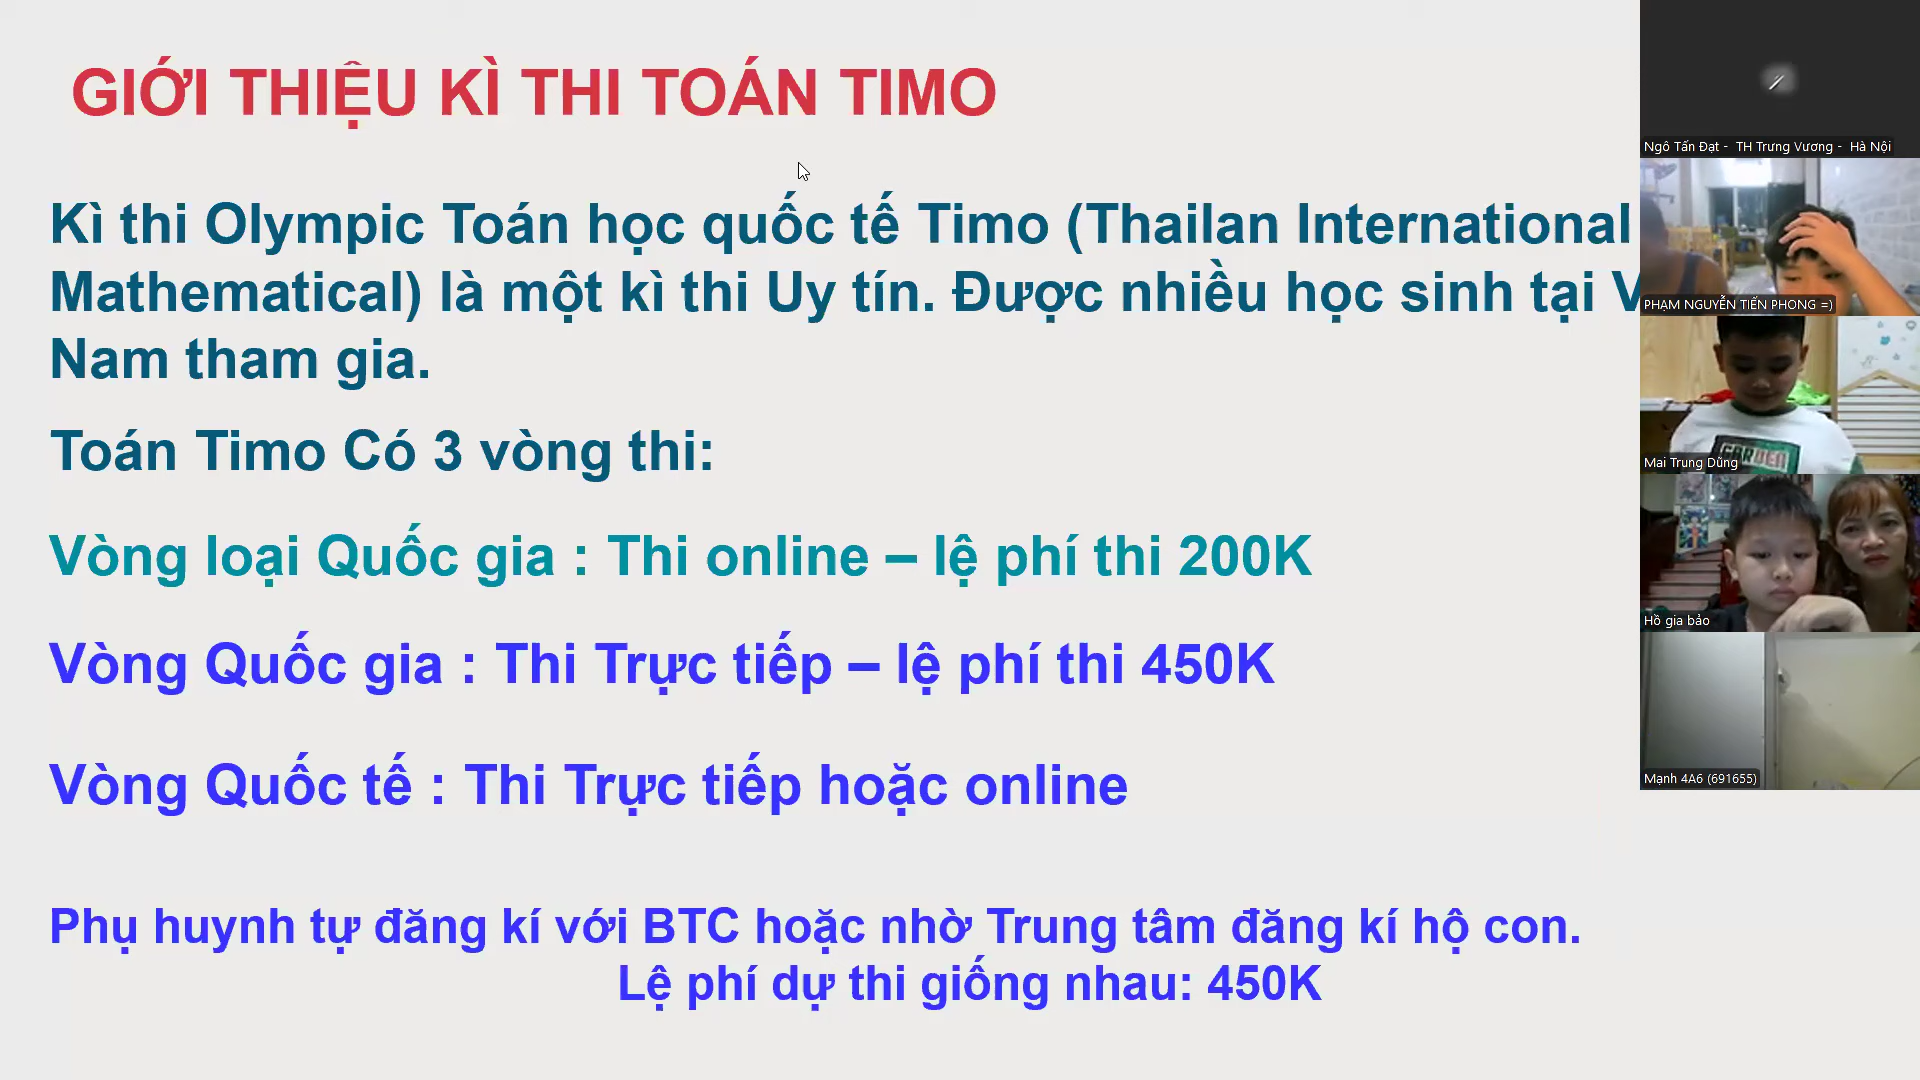 GIỚI THIỆU KÌ THI TOÁN TIMO
Kì thi Olympic Toán học quốc tế Timo (Thailan International
Mathematical) là một kì thi Uy tín. Được nhiều học sinh tại V
Nam tham gia.
Toán Timo Có 3 vòng thi:
Vòng loại Quốc gia : Thi online – lệ phí thi 200K
Vòng Quốc gia : Thi Trực tiếp – lệ phí thi 450K
Vòng Quốc tế : Thi Trực tiếp hoặc online
Phụ huynh tự đăng kí với BTC hoặc nhờ Trung tâm đăng kí hộ con.
Lệ phí dự thi giống nhau: 450K
Ngô Tấn Đạt - TH Trưng Vương - Hà Nội
PHẠM NGUYỄN TIẾN PHONG =)
GARDEN
Mai Trung Dũng
Hồ gia bảo
Mạnh 4A6 (691655)